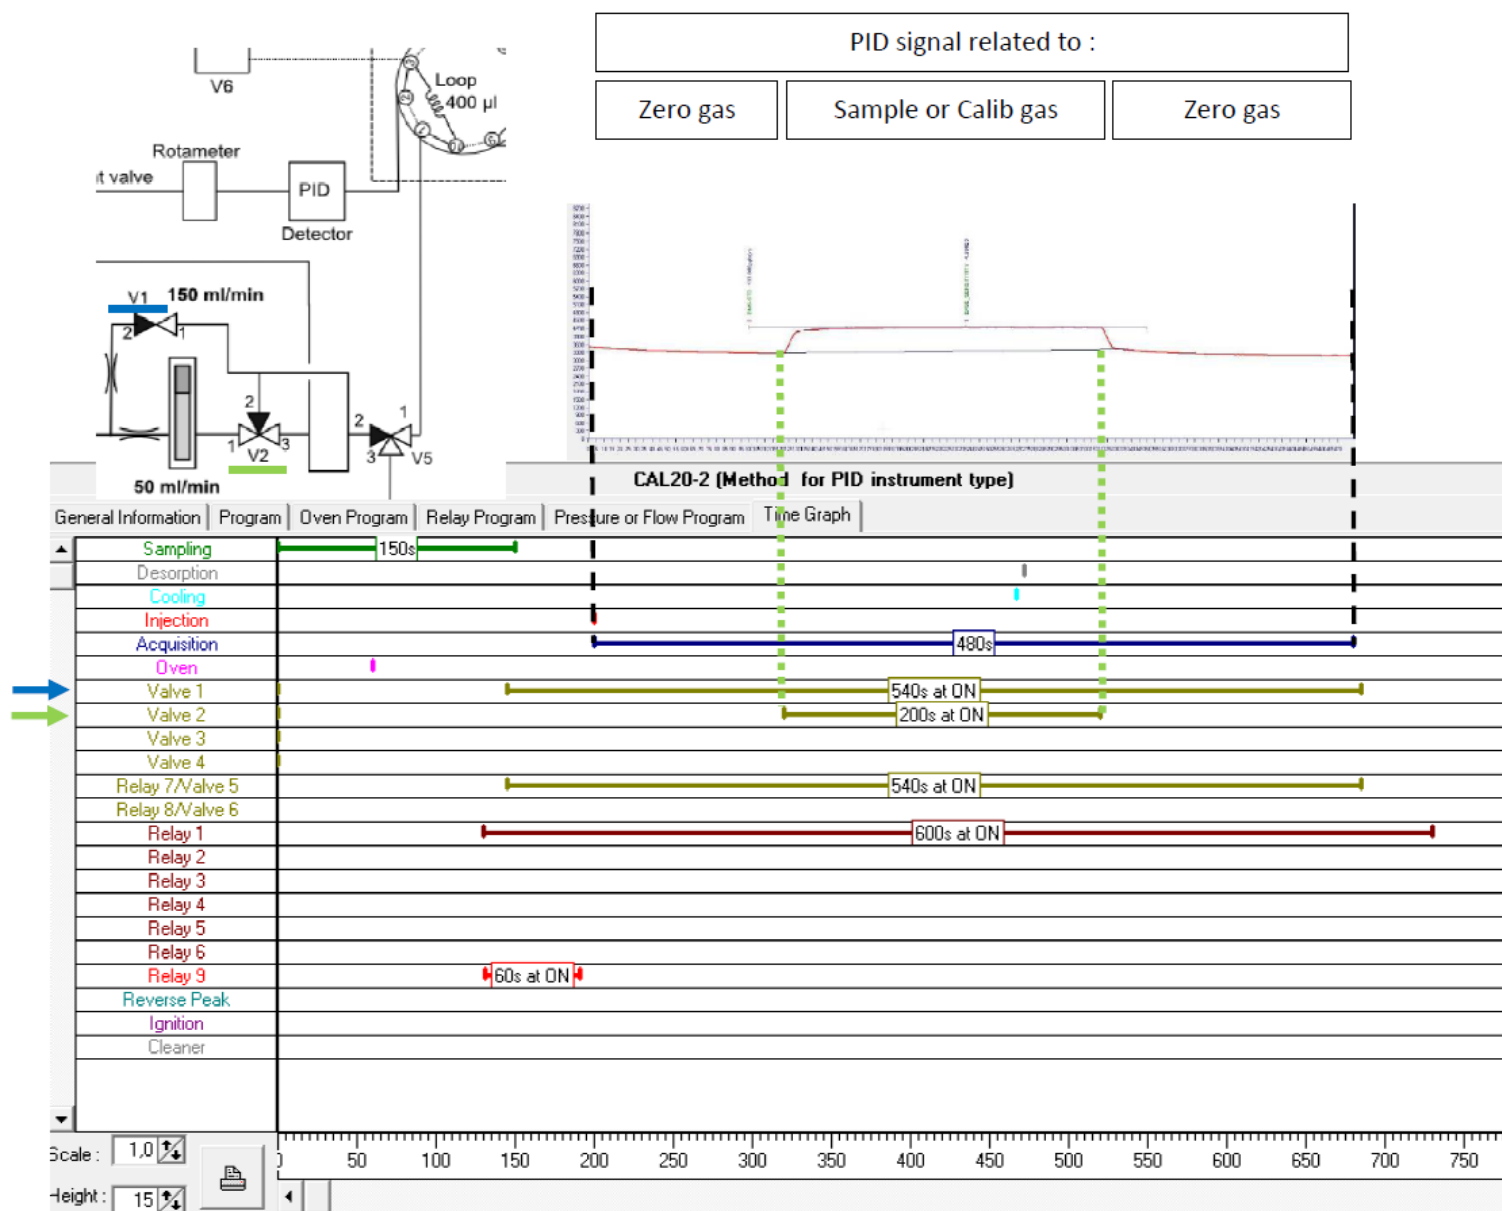 PID signal related to :
Zero gas
Sample or Calib gas
Zero gas
V6
Loop
400 µl
3
2
1
10
9
Rotameter
valve
PID
Detector
V1
150 ml/min
2
1
2
1
3
V2
2
1
3
V5
50 ml/min
CAL20-2 (Method for PID instrument type)
General Information
Program
Oven Program
Relay Program
Pressure or Flow Program
Time Graph
Sampling
150s
Desorption
Cooling
Injection
Acquisition
480s
Oven
Valve 1
540s at ON
Valve 2
200s at ON
Valve 3
Valve 4
Relay 7/Valve 5
540s at ON
Relay 8/Valve 6
Relay 1
600s at ON
Relay 2
Relay 3
Relay 4
Relay 5
Relay 6
Relay 9
60s at ON
Reverse Peak
Ignition
Cleaner
Scale :
1,0
50 100 150 200 250 300 350 400 450 500 550 600 650 700 750
Height :
15